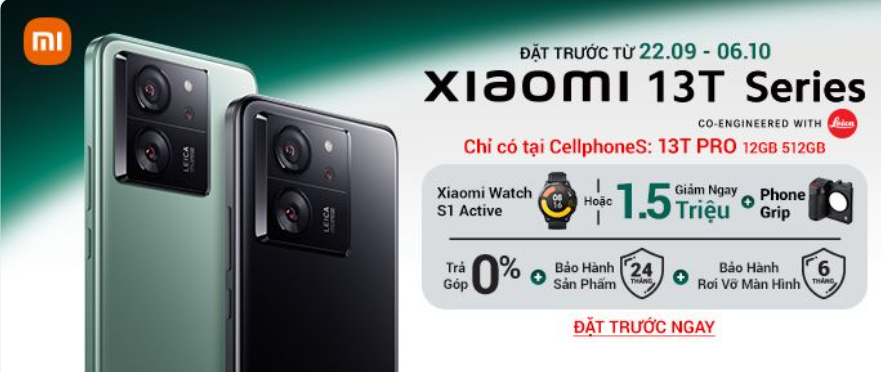 mi
ĐẶT TRƯỚC TỪ 22.09 - 06.10
XIAOMI 13T Series
CO-ENGINEERED WITH Leica
Chỉ có tại CellphoneS: 13T PRO 12GB 512GB
Xiaomi Watch
S1 Active
08
16
Hoặc
1.5
Giảm Ngay
Triệu
Phone
Grip
Trả
Góp
0%
Bảo Hành
Sản Phẩm
24
THÁNG
Bảo Hành
Rơi Vỡ Màn Hình
6
THÁNG
ĐẶT TRƯỚC NGAY
LEICA
LEICA